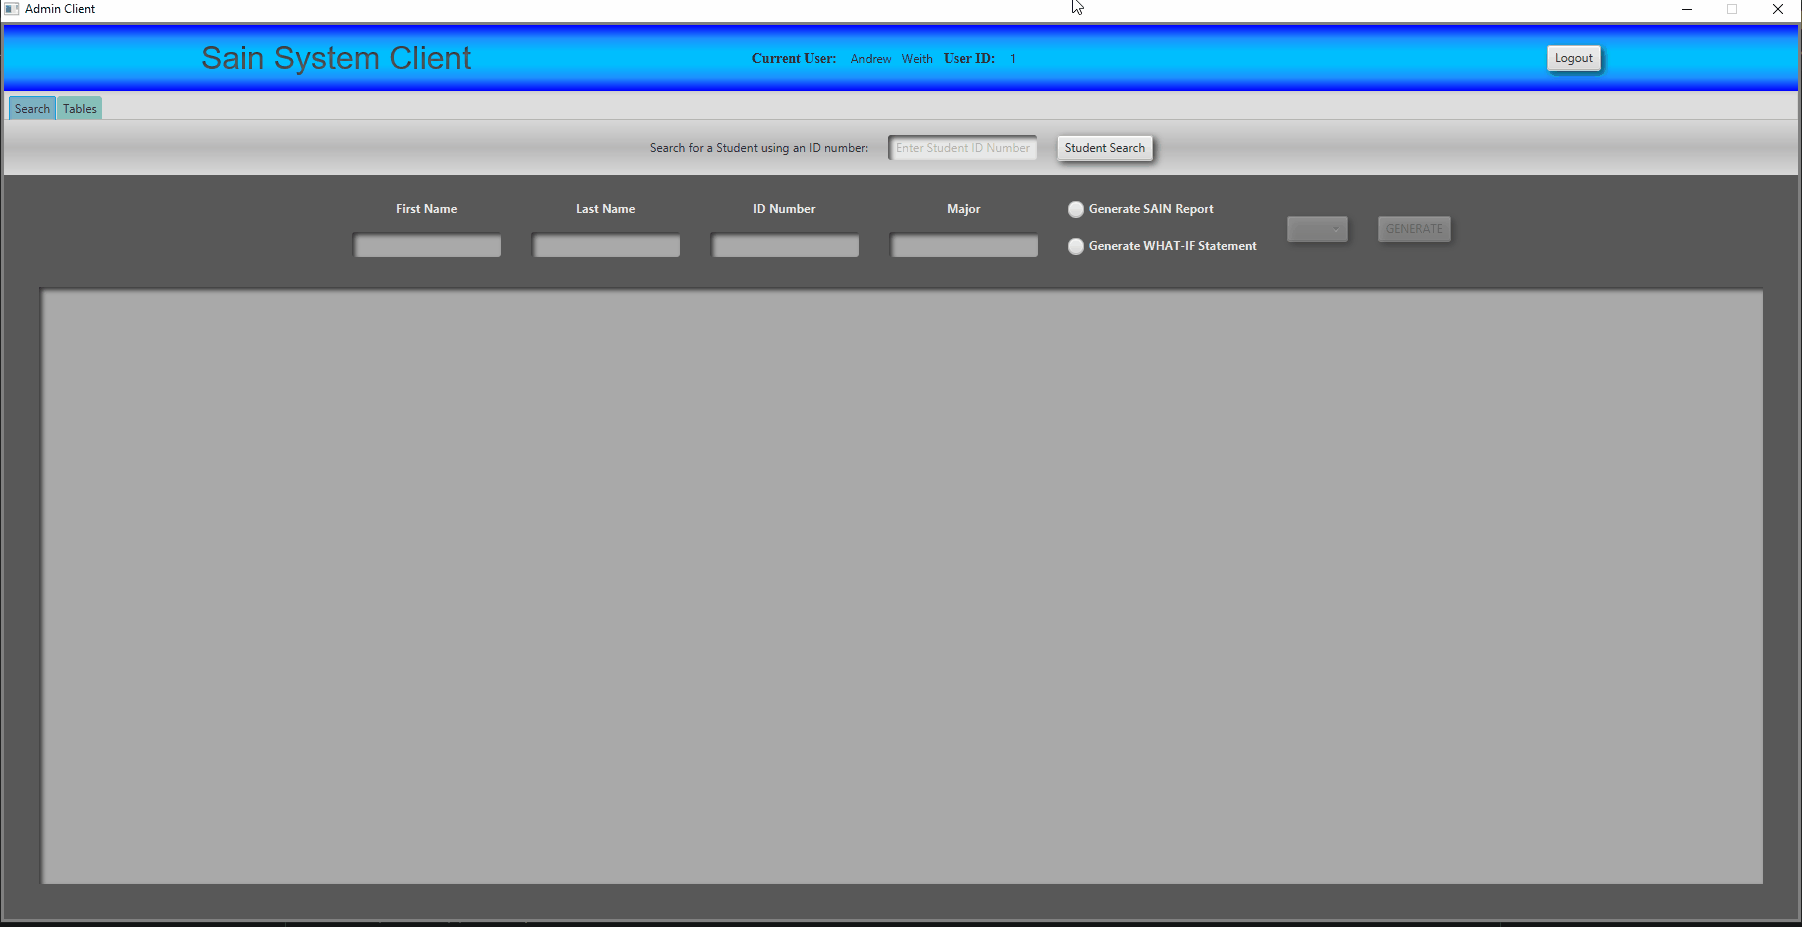 Admin Client
Sain System Client
Current User: Andrew Weith User ID: 1
Logout
Search Tables
Search for a Student using an ID number: Enter Student ID Number Student Search
First Name Last Name ID Number Major
Generate SAIN Report
Generate WHAT-IF Statement
GENERATE